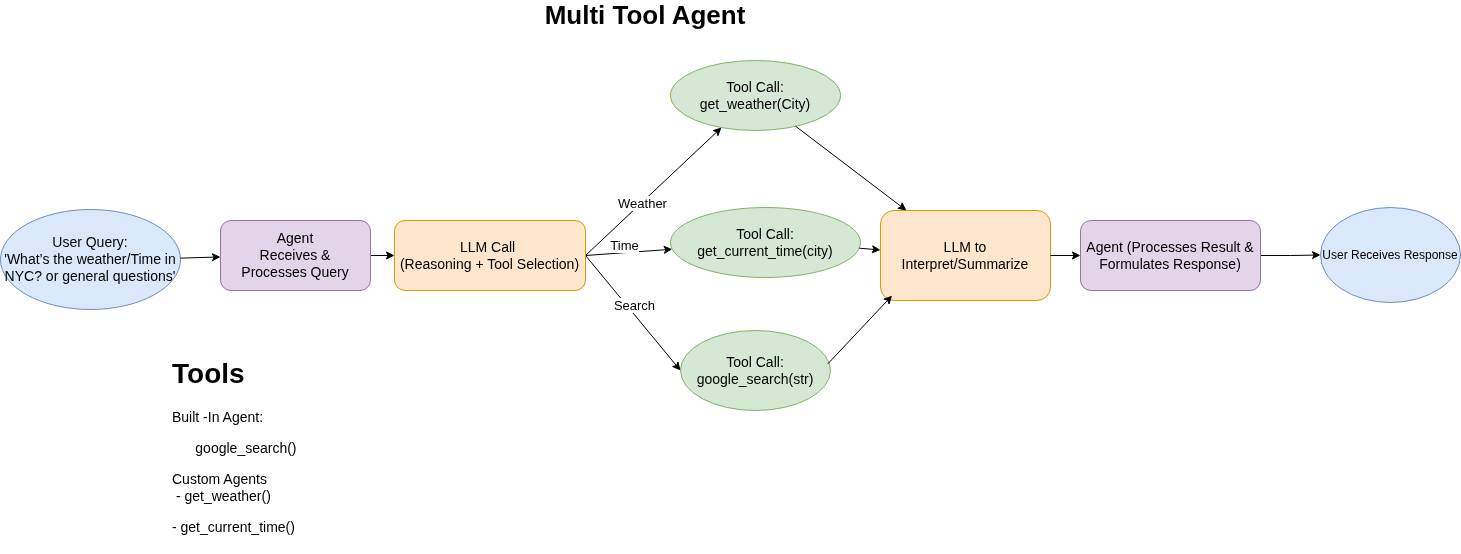 Multi Tool Agent
User Query:
'What's the weather/Time in
NYC? or general questions'
Agent
Receives &
Processes Query
LLM Call
(Reasoning + Tool Selection)
Weather
Time
Search
Tool Call:
get_weather(City)
Tool Call:
get_current_time(city)
Tool Call:
google_search(str)
LLM to
Interpret/Summarize
Agent (Processes Result &
Formulates Response)
User Receives Response
Tools
Built -In Agent:
google_search()
Custom Agents
- get_weather()
- get_current_time()